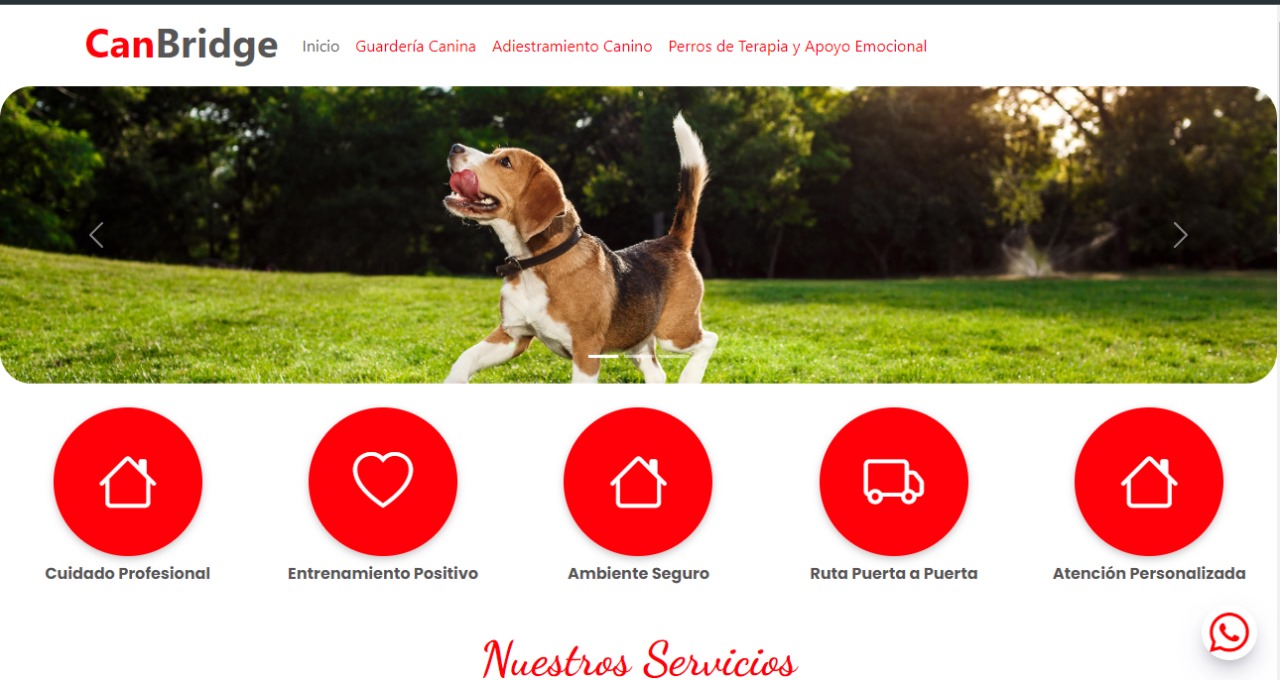 CanBridge Inicio Guardería Canina Adiestramiento Canino Perros de Terapia y Apoyo Emocional
Cuidado Profesional Entrenamiento Positivo Ambiente Seguro Ruta Puerta a Puerta Atención Personalizada
Nuestros Servicios